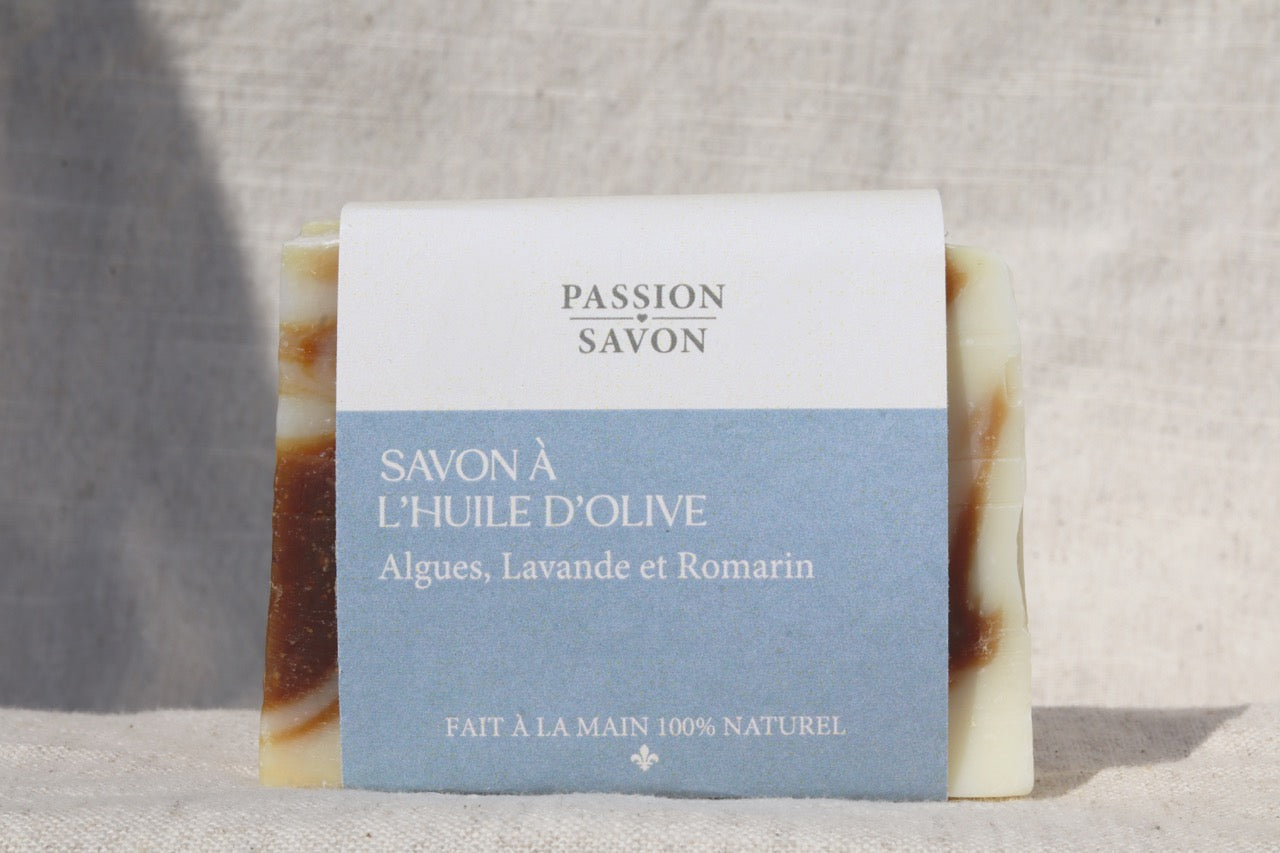 PASSION
SAVON
SAVON À
L'HUILE D'OLIVE
Algues, Lavande et Romarin
FAIT À LA MAIN 100% NATUREL